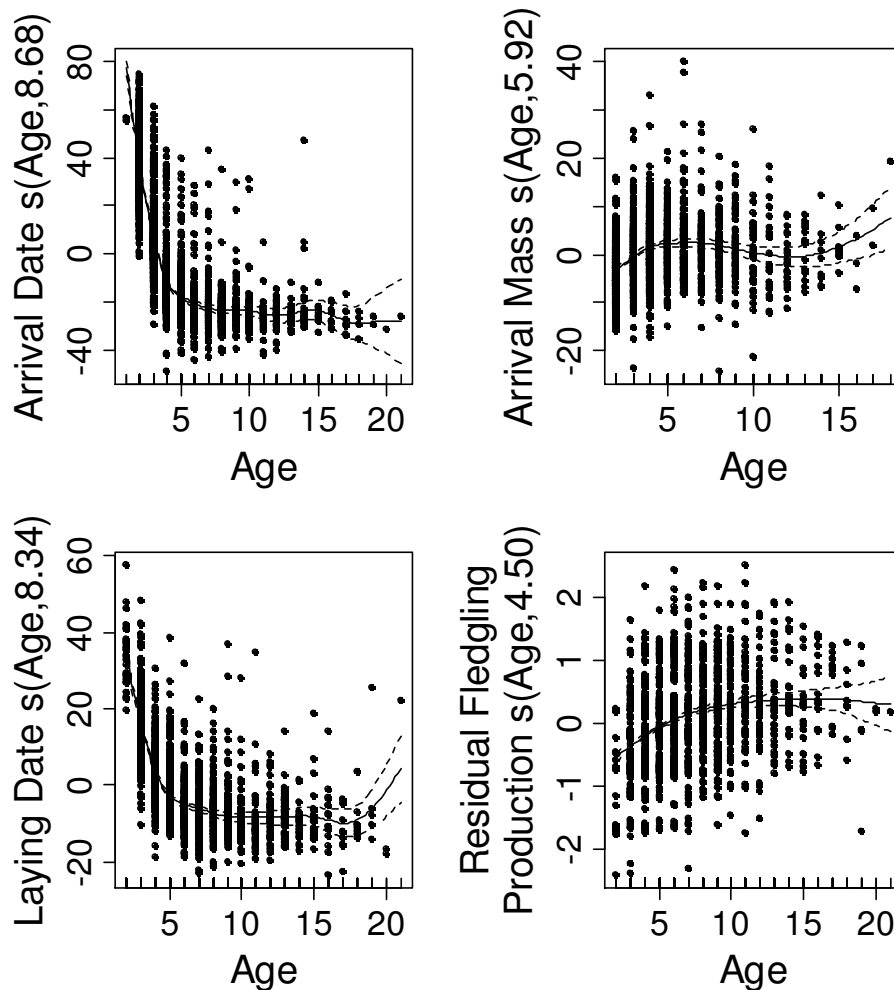 Arrival Date s(Age,8.68)
80
40
0
-40
5 10 15 20
Age
Arrival Mass s(Age,5.92)
40
20
0
-20
5 10 15
Age
Laying Date s(Age,8.34)
60
40
20
0
-20
5 10 15 20
Age
Residual Fledgling
Production s(Age,4.50)
2
1
0
-1
-2
5 10 15 20
Age